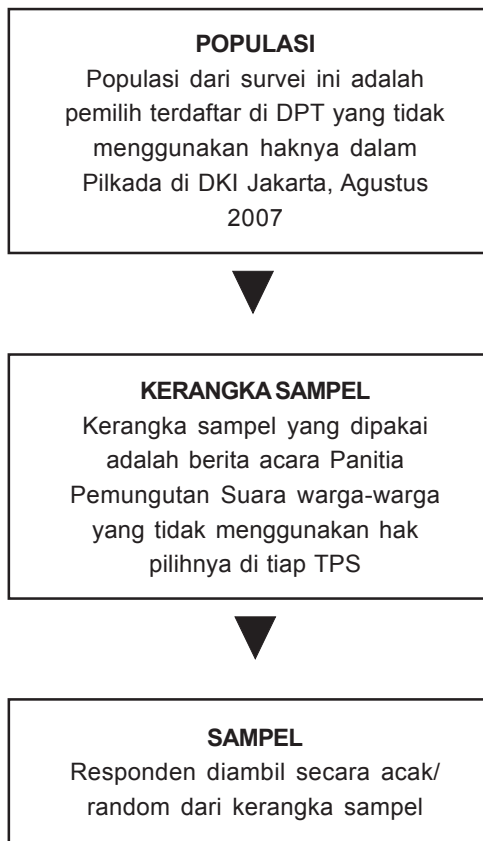 POPULASI
Populasi dari survei ini adalah
pemilih terdaftar di DPT yang tidak
menggunakan haknya dalam
Pilkada di DKI Jakarta, Agustus
2007
KERANGKA SAMPEL
Kerangka sampel yang dipakai
adalah berita acara Panitia
Pemungutan Suara warga-warga
yang tidak menggunakan hak
pilihnya di tiap TPS
SAMPEL
Responden diambil secara acak/
random dari kerangka sampel